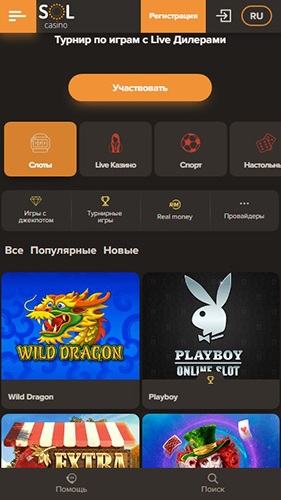 SOL
casino
Регистрация
RU
Турнир по играм с Live Дилерами
Участвовать
Слоты
Live Казино
Спорт
Настольны
Игры с
джекпотом
Турнирные
игры
RM
Real money
Провайдеры
Все Популярные Новые
WILD DRAGON
PLAYBOY
ONLINE SLOT
Wild Dragon
Playboy
EXTRA
Помощь
Поиск